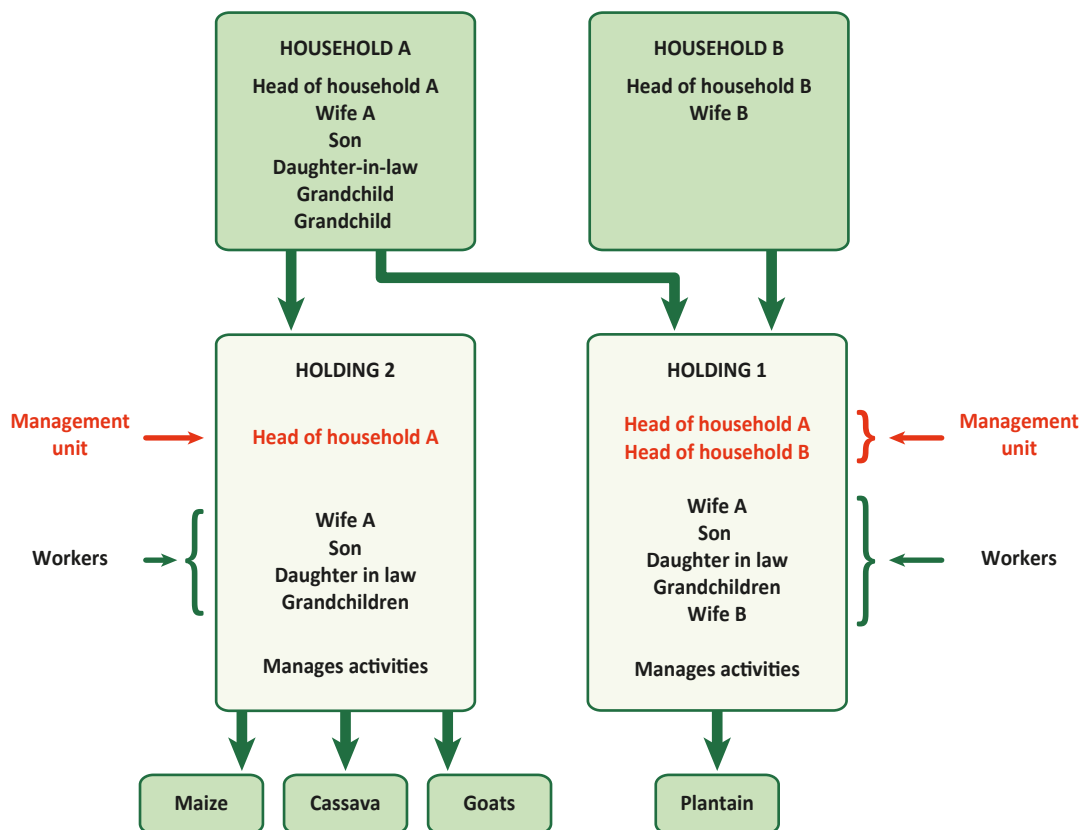 HOUSEHOLD A
Head of household A
Wife A
Son
Daughter-in-law
Grandchild
Grandchild
HOUSEHOLD B
Head of household B
Wife B
HOLDING 2
Management
unit
Head of household A
Workers
Wife A
Son
Daughter in law
Grandchildren
Manages activities
HOLDING 1
Head of household A
Head of household B
Management
unit
Wife A
Son
Daughter in law
Grandchildren
Wife B
Workers
Manages activities
Maize
Cassava
Goats
Plantain